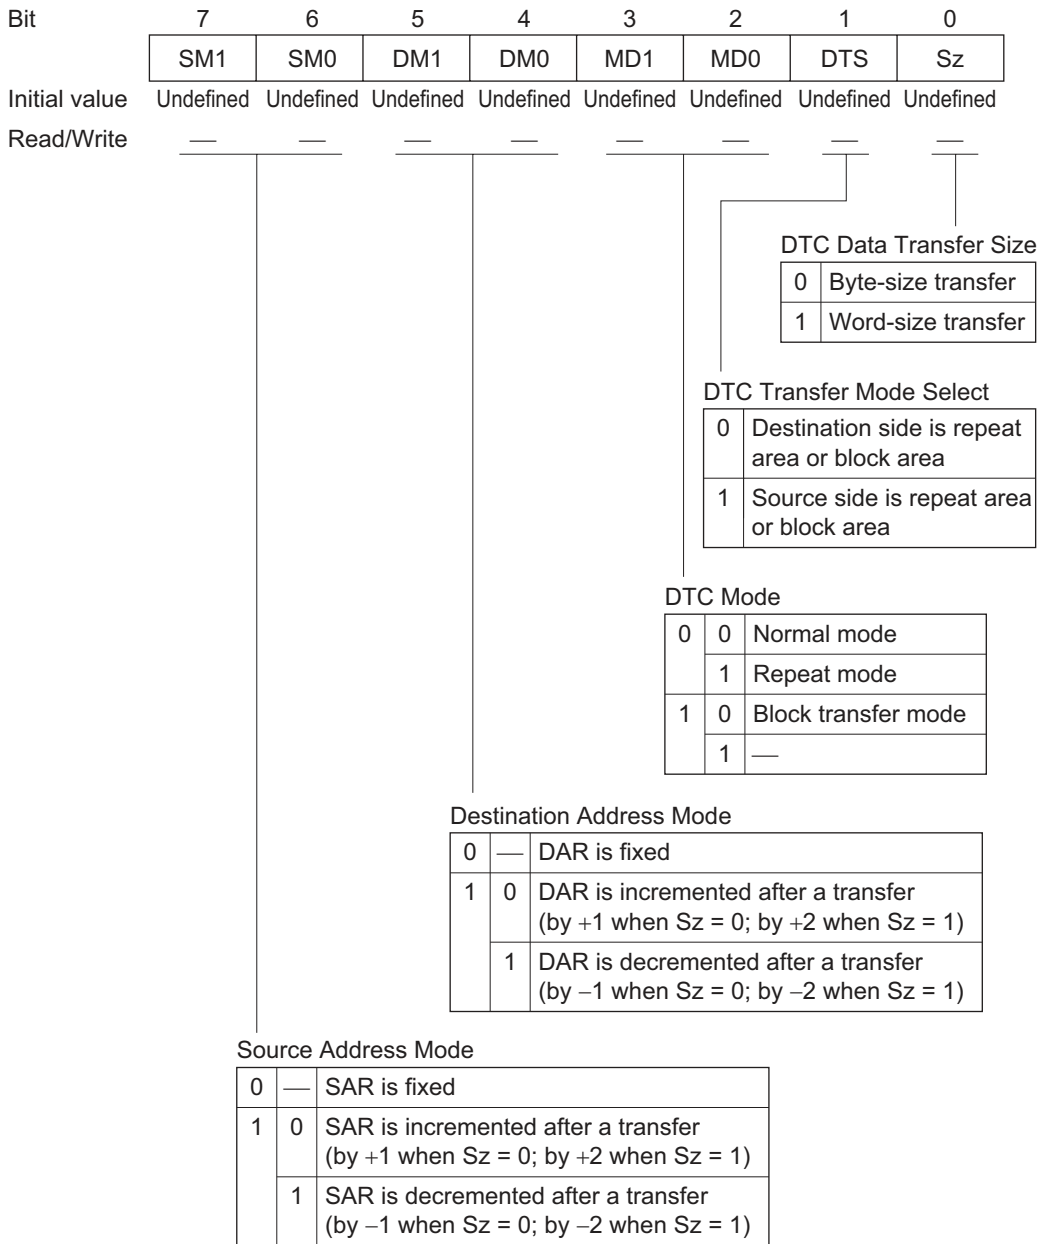 Bit 7 6 5 4 3 2 1 0
SM1 SM0 DM1 DM0 MD1 MD0 DTS Sz
Initial value Undefined Undefined Undefined Undefined Undefined Undefined Undefined Undefined
Read/Write — — — — — — — —
DTC Data Transfer Size
0 Byte-size transfer
1 Word-size transfer
DTC Transfer Mode Select
0 Destination side is repeat
area or block area
1 Source side is repeat area
or block area
DTC Mode
0 0 Normal mode
1 Repeat mode
1 0 Block transfer mode
1 —
Destination Address Mode
0 — DAR is fixed
1 0 DAR is incremented after a transfer
(by +1 when Sz = 0; by +2 when Sz = 1)
1 DAR is decremented after a transfer
(by −1 when Sz = 0; by −2 when Sz = 1)
Source Address Mode
0 — SAR is fixed
1 0 SAR is incremented after a transfer
(by +1 when Sz = 0; by +2 when Sz = 1)
1 SAR is decremented after a transfer
(by −1 when Sz = 0; by −2 when Sz = 1)